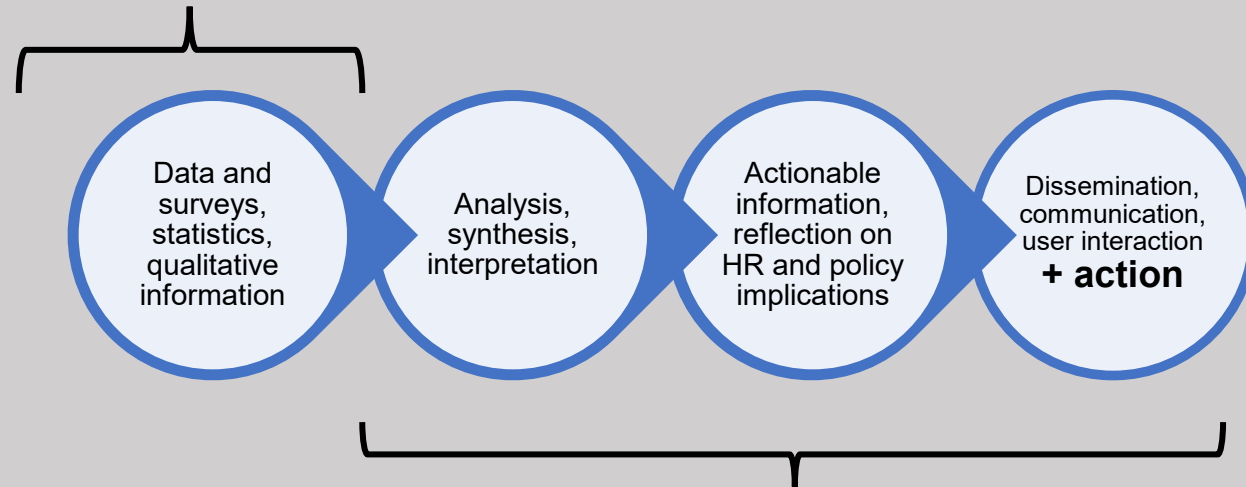 Data and
surveys,
statistics,
qualitative
information
Analysis,
synthesis,
interpretation
Actionable
information,
reflection on
HR and policy
implications
Dissemination,
communication,
user interaction
+ action